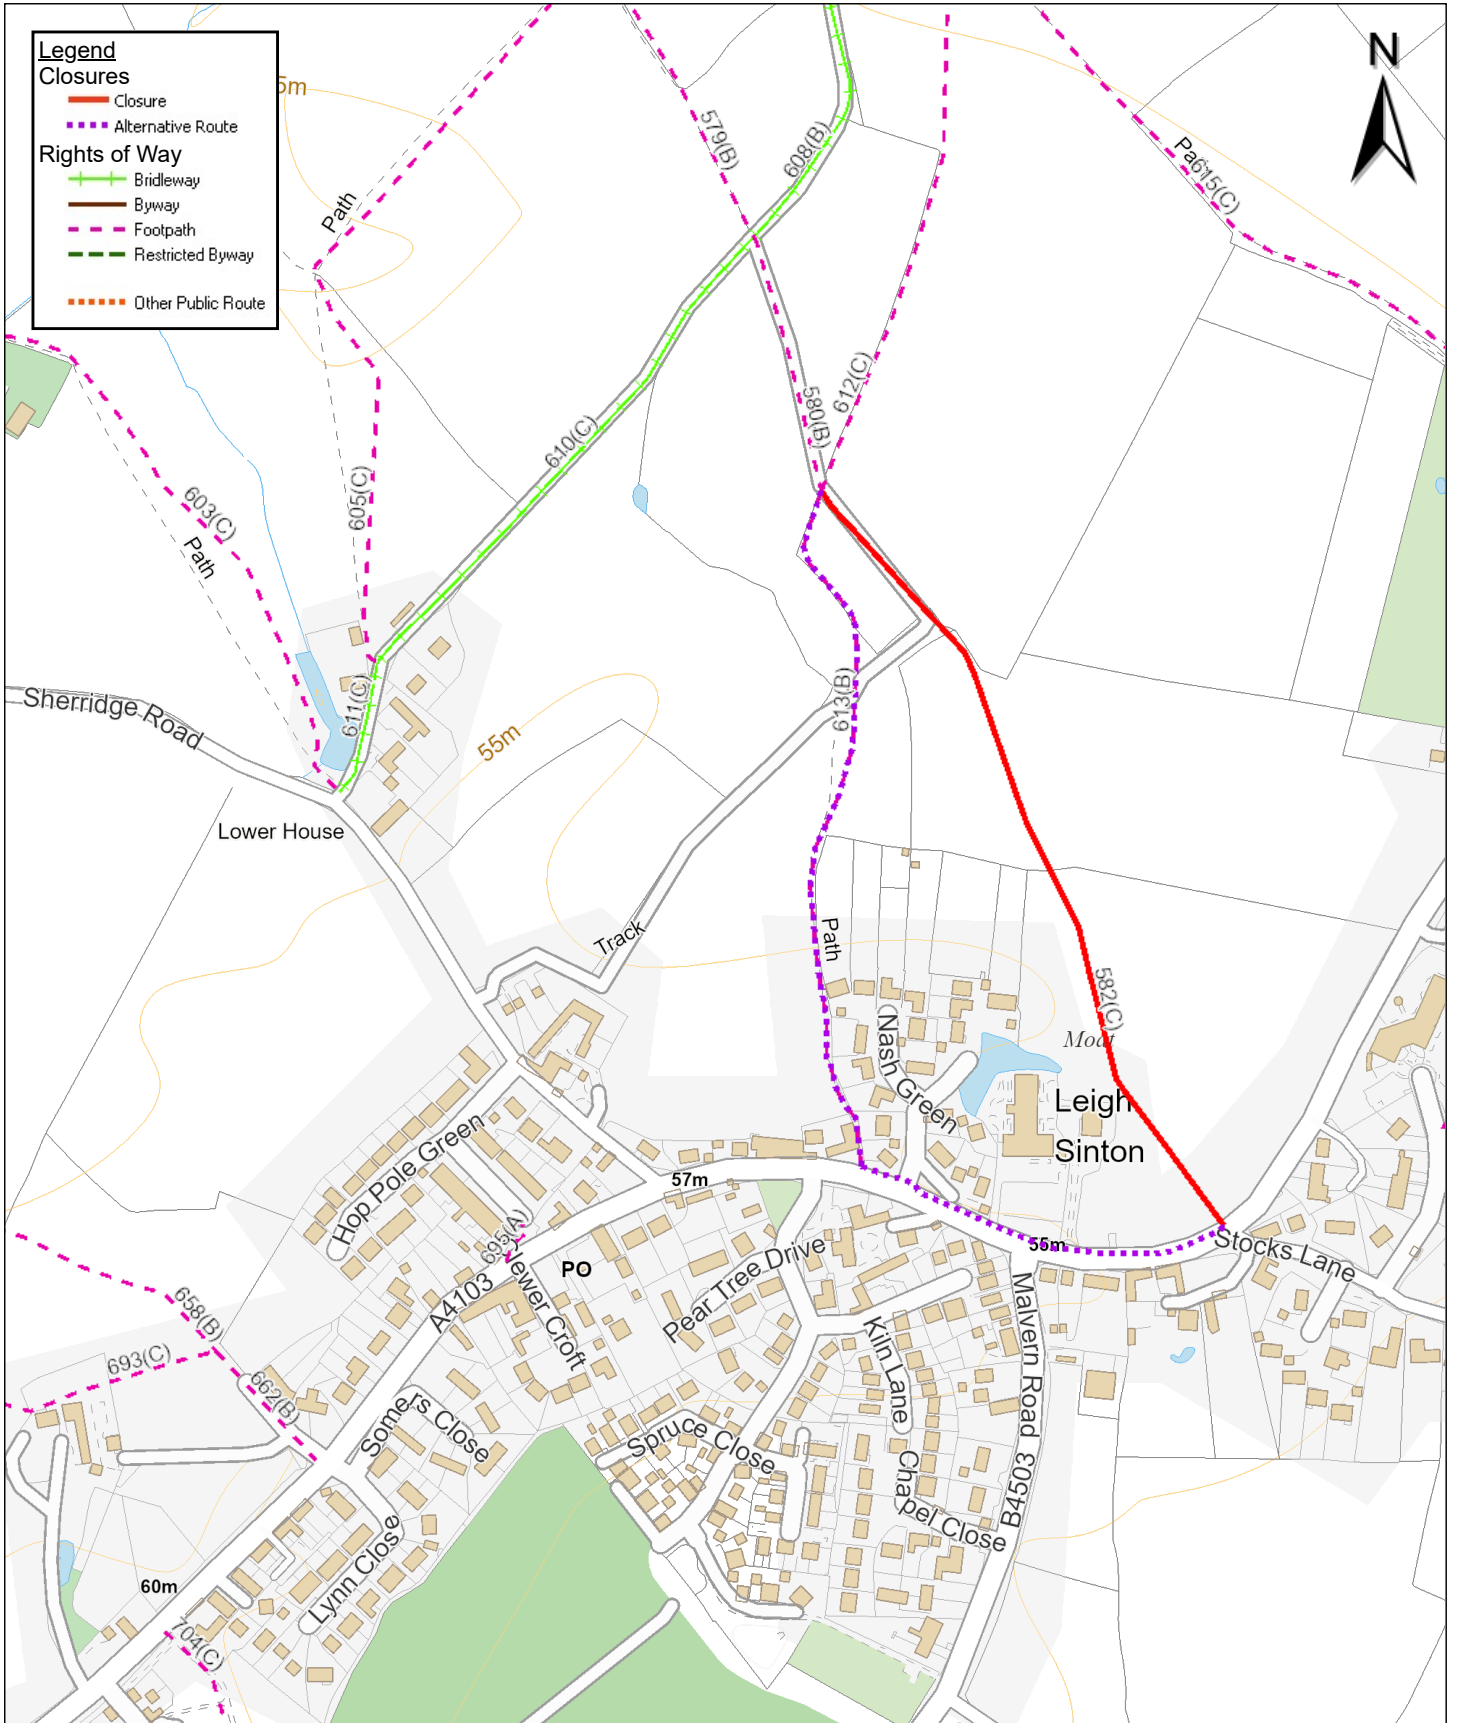 Legend
Closures
Closure
Alternative Route
Rights of Way
Bridleway
Byway
Footpath
Restricted Byway
Other Public Route
5m
N
579(B)
608(B)
Pa615(C)
Path
612(C)
580(B)
610(C)
605(C)
603(C)
Path
613(B)
611(C)
Sherridge Road
55m
Lower House
Track
Path
582(C)
Moat
Nash Green
Leigh
Sinton
Hop Pole Green
57m
695(A)
Newer Croft
PO
Pear Tree Drive
55m
Stocks Lane
A4103
658(B)
693(C)
662(B)
Kiln Lane
Malvern Road
B4503
Somers Close
Spruce Close
Chapel Close
Lynn Close
60m
704(C)